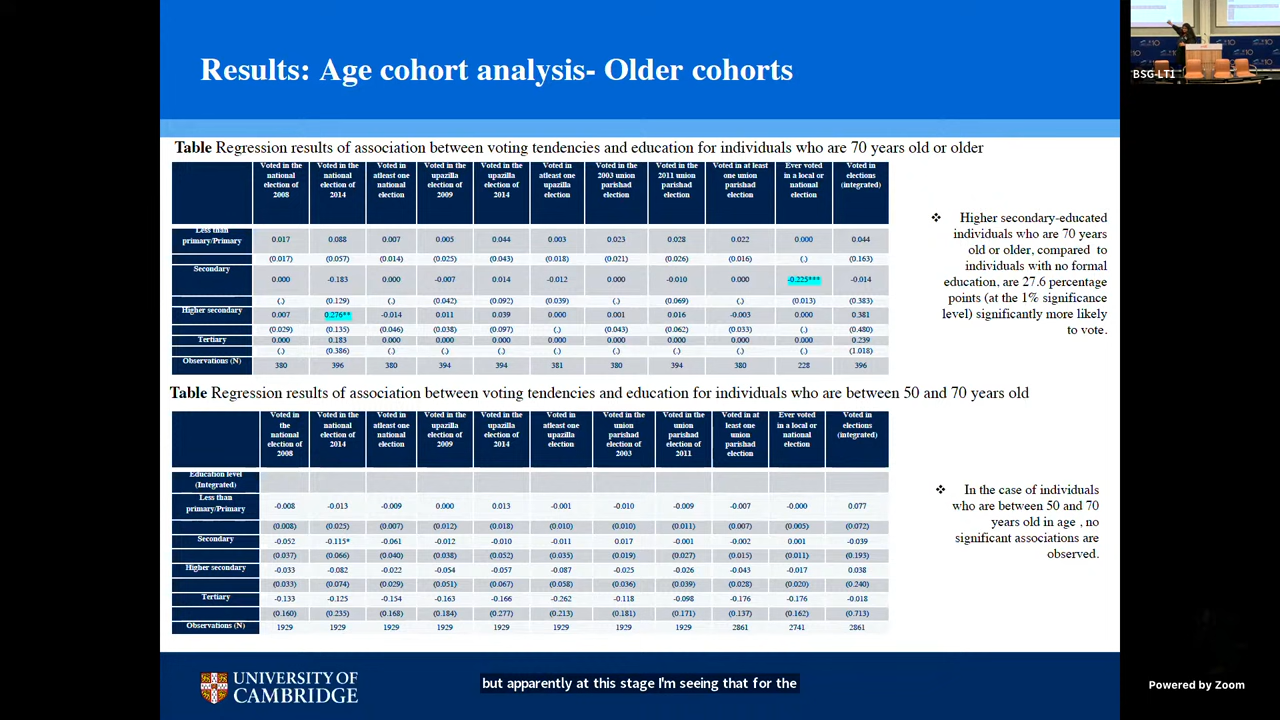 Results: Age cohort analysis- Older cohorts
BSG-LT1
Table Regression results of association between voting tendencies and education for individuals who are 70 years old or older
Voted in the national election of 2008 Voted in the national election of 2014 Voted in atleast one national election Voted in the upazilla election of 2009 Voted in the upazilla election of 2014 Voted in atleast one upazilla election Voted in the 2003 union parishad election Voted in the 2011 union parishad election Voted in at least one union parishad election Ever voted in a local or national election Voted in elections (integrated)
Less than primary/Primary 0.017 0.088 0.007 0.005 0.044 0.003 0.023 0.028 0.022 0.000 0.044
(0.017) (0.057) (0.014) (0.025) (0.043) (0.018) (0.021) (0.026) (0.016) (.) (0.163)
Secondary 0.000 -0.183 0.000 -0.007 0.014 -0.012 0.000 -0.010 0.000 -0.225*** -0.014
(.) (0.129) (.) (0.042) (0.092) (0.039) (.) (0.069) (.) (0.013) (0.383)
Higher secondary 0.007 0.276** -0.014 0.011 0.039 0.000 0.001 0.016 -0.003 0.000 0.381
(0.029) (0.135) (0.046) (0.038) (0.097) (.) (0.043) (0.062) (0.033) (.) (0.480)
Tertiary 0.000 0.183 0.000 0.000 0.000 0.000 0.000 0.000 0.000 0.000 0.239
(.) (0.386) (.) (.) (.) (.) (.) (.) (.) (.) (1.018)
Observations (N) 380 396 380 394 394 381 380 394 380 228 396
❖ Higher secondary-educated
individuals who are 70 years
old or older, compared to
individuals with no formal
education, are 27.6 percentage
points (at the 1% significance
level) significantly more likely
to vote.
Table Regression results of association between voting tendencies and education for individuals who are between 50 and 70 years old
Voted in the national election of 2008 Voted in the national election of 2014 Voted in atleast one national election Voted in the upazilla election of 2009 Voted in the upazilla election of 2014 Voted in atleast one upazilla election Voted in the union parishad election of 2003 Voted in the union parishad election of 2011 Voted in at least one union parishad election Ever voted in a local or national election Voted in elections (integrated)
Education level (Integrated)
Less than primary/Primary -0.008 -0.013 -0.009 0.000 0.013 -0.001 -0.010 -0.009 -0.007 -0.000 0.077
(0.008) (0.025) (0.007) (0.012) (0.018) (0.010) (0.010) (0.011) (0.007) (0.005) (0.072)
Secondary -0.052 -0.115* -0.061 -0.012 -0.010 -0.011 0.017 -0.001 -0.002 0.001 -0.039
(0.037) (0.066) (0.040) (0.038) (0.052) (0.035) (0.019) (0.027) (0.015) (0.011) (0.193)
Higher secondary -0.033 -0.082 -0.022 -0.054 -0.057 -0.087 -0.025 -0.026 -0.043 -0.017 0.038
(0.033) (0.074) (0.029) (0.051) (0.067) (0.058) (0.036) (0.039) (0.028) (0.020) (0.240)
Tertiary -0.133 -0.125 -0.154 -0.163 -0.166 -0.262 -0.118 -0.098 -0.176 -0.176 -0.018
(0.160) (0.235) (0.168) (0.184) (0.277) (0.213) (0.181) (0.171) (0.137) (0.162) (0.713)
Observations (N) 1929 1929 1929 1929 1929 1929 1929 1929 2861 2741 2861
❖ In the case of individuals
who are between 50 and 70
years old in age , no
significant associations are
observed.
UNIVERSITY OF
CAMBRIDGE
but apparently at this stage I'm seeing that for the
Powered by Zoom